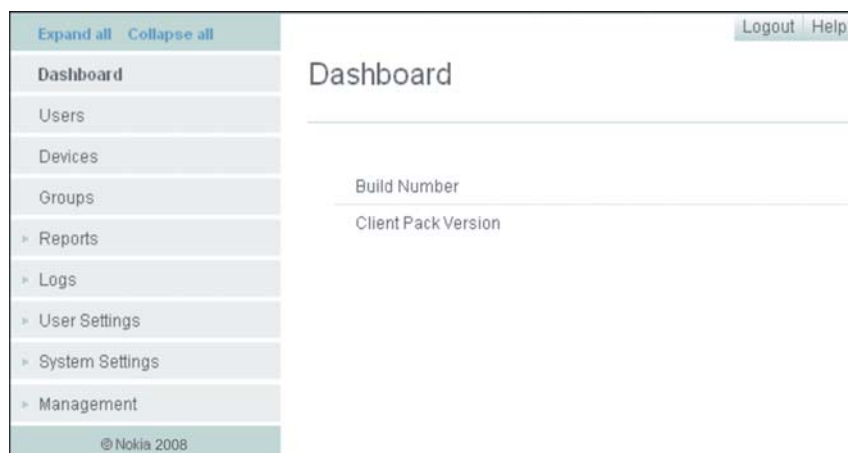 Expand all Collapse all
Logout Help
Dashboard
Users
Devices
Groups
Reports
Logs
User Settings
System Settings
Management
© Nokia 2008
Dashboard
Build Number
Client Pack Version